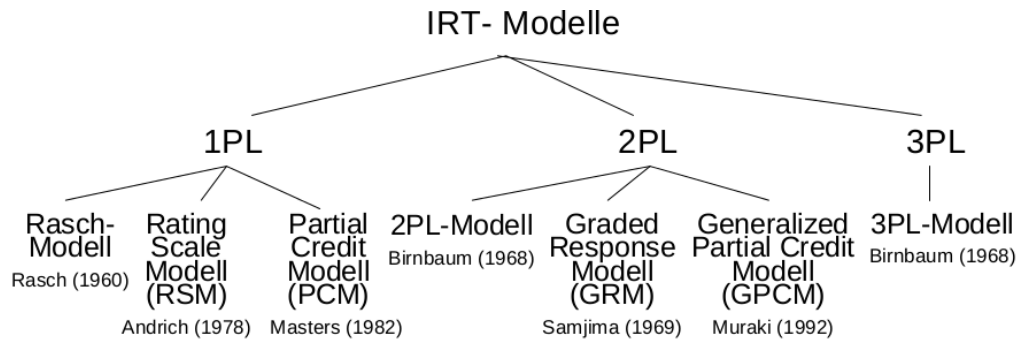 IRT- Modelle
1PL
2PL
3PL
Rasch-
Modell
Rasch (1960)
Rating
Scale
Modell
(RSM)
Andrich (1978)
Partial
Credit
Modell
(PCM)
Masters (1982)
2PL-Modell
Birnbaum (1968)
Graded
Response
Modell
(GRM)
Samjima (1969)
Generalized
Partial Credit
Modell
(GPCM)
Muraki (1992)
3PL-Modell
Birnbaum (1968)